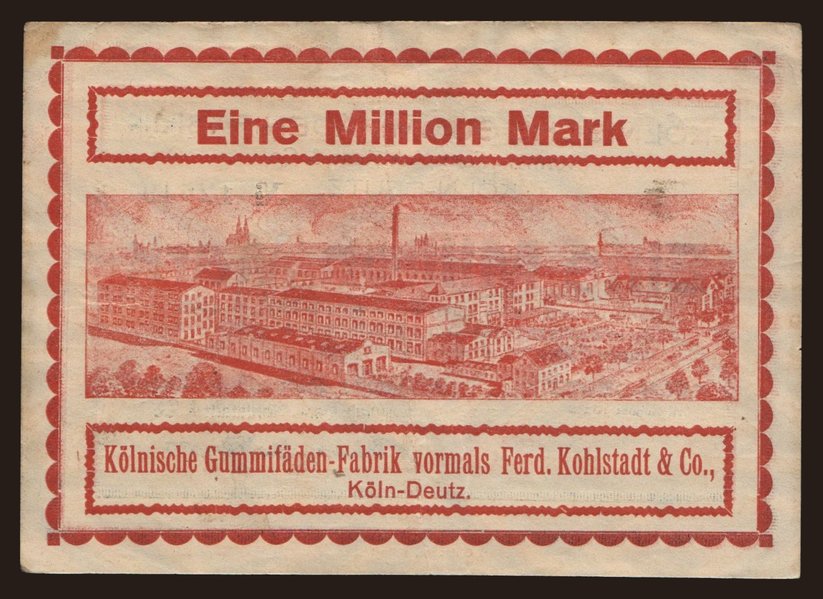 Eine Million Mark
Kölnische Gummifäden-Fabrik vormals Ferd. Kohlstadt & Co.,
Köln-Deutz.